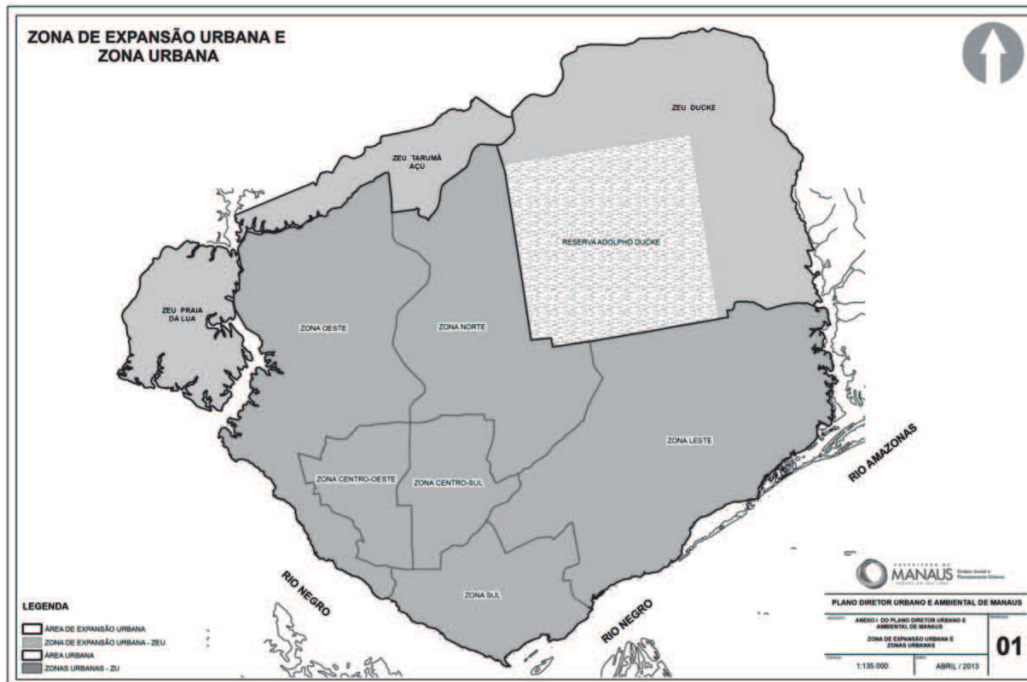 ZONA DE EXPANSÃO URBANA E
ZONA URBANA
ZEU DUCKE
ZEU TARUMÃ
AÇÚ
RESERVA ADOLPHO DUCKE
ZEU PRAIA
DA LUA
ZONA OESTE
ZONA NORTE
ZONA LESTE
ZONA CENTRO-OESTE
ZONA CENTRO-SUL
RIO AMAZONAS
ZONA SUL
RIO NEGRO
RIO NEGRO
LEGENDA
ÁREA DE EXPANSÃO URBANA
ZONA DE EXPANSÃO URBANA - ZEU
ÁREA URBANA
ZONAS URBANAS - ZU
PREFEITURA DE
MANAUS
PLANO DIRETOR URBANO E AMBIENTAL DE MANAUS
ANEXO I DO PLANO DIRETOR URBANO E
AMBIENTAL DE MANAUS
ZONA DE EXPANSÃO URBANA E
ZONAS URBANAS
01
1:135.000
ABRIL / 2013